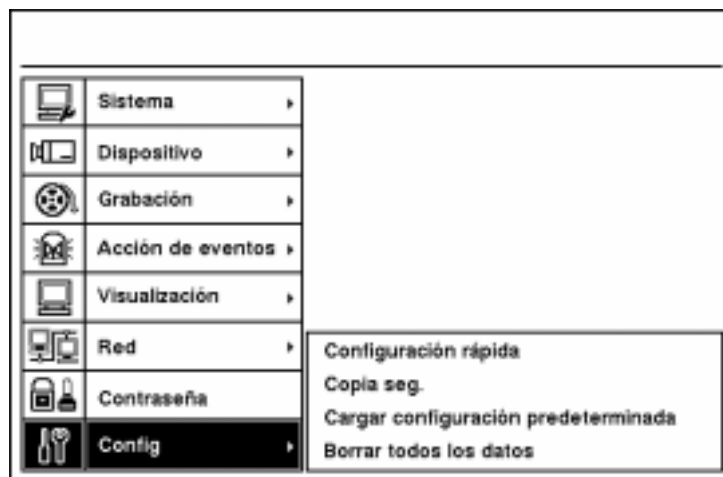 Sistema
Dispositivo
Grabación
Acción de eventos
Visualización
Red
Contraseña
Config
Configuración rápida
Copia seg.
Cargar configuración predeterminada
Borrar todos los datos